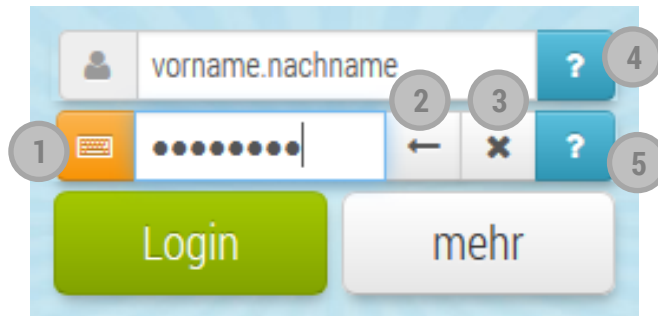 vorname.nachname ? 4
2 3
1 •••••••• ← ✖ ? 5
Login mehr